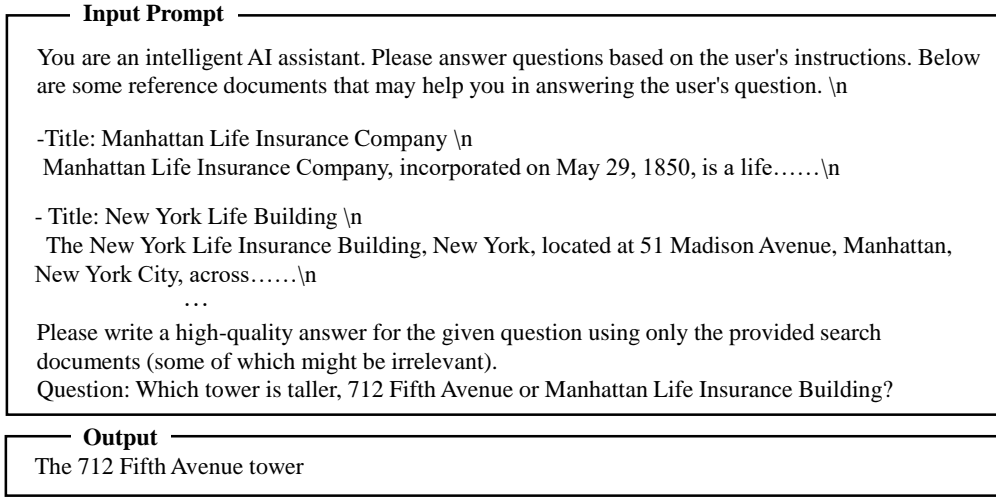 Input Prompt
You are an intelligent AI assistant. Please answer questions based on the user's instructions. Below
are some reference documents that may help you in answering the user's question. \n
-Title: Manhattan Life Insurance Company \n
Manhattan Life Insurance Company, incorporated on May 29, 1850, is a life……\n
- Title: New York Life Building \n
The New York Life Insurance Building, New York, located at 51 Madison Avenue, Manhattan,
New York City, across……\n
…
Please write a high-quality answer for the given question using only the provided search
documents (some of which might be irrelevant).
Question: Which tower is taller, 712 Fifth Avenue or Manhattan Life Insurance Building?
Output
The 712 Fifth Avenue tower